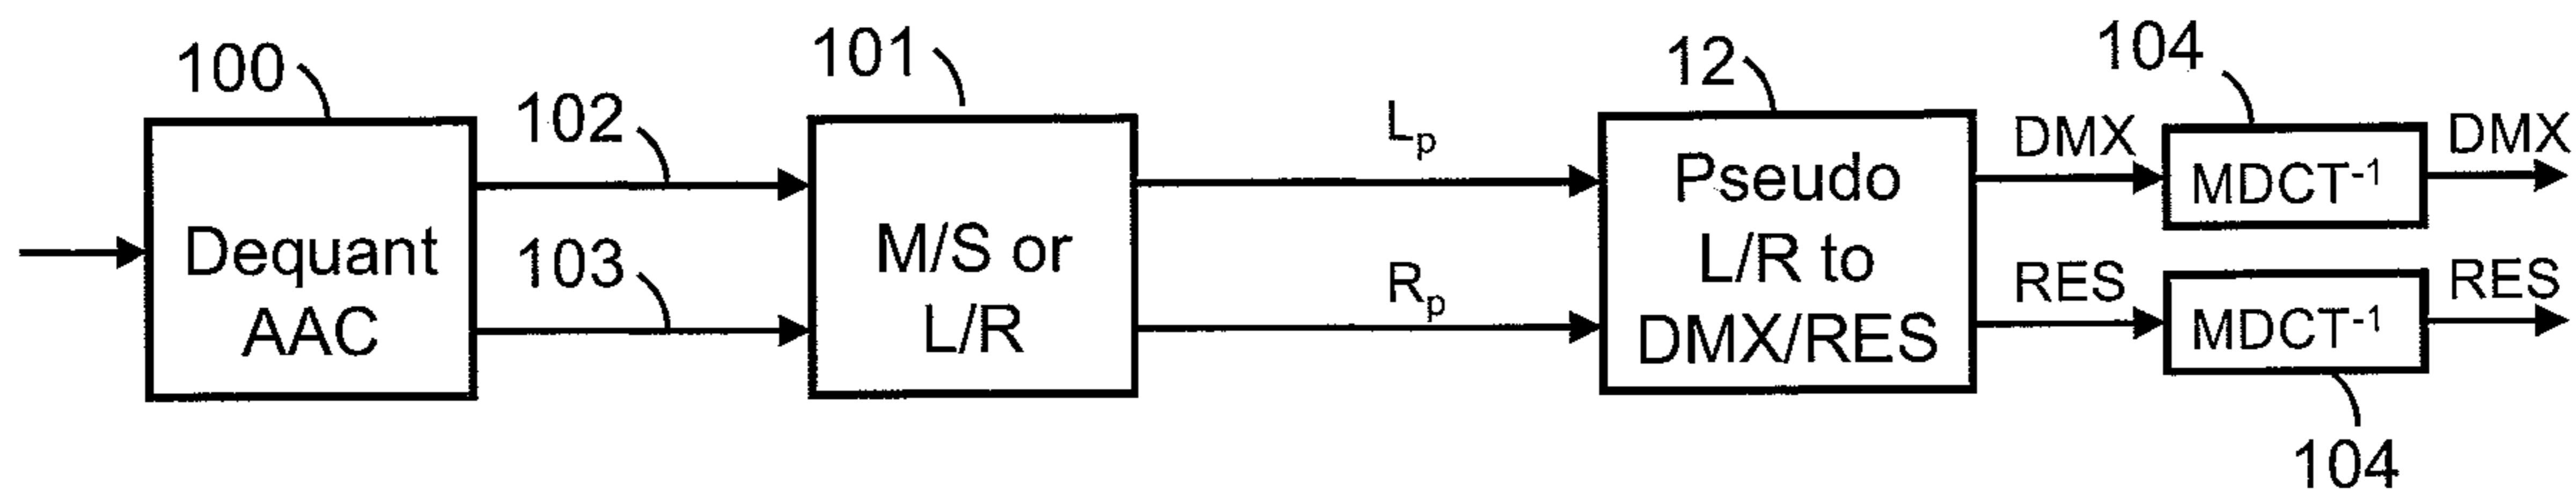 100
102
103
Dequant
AAC
101
M/S or
L/R
Lp
Rp
12
Pseudo
L/R to
DMX/RES
DMX
RES
104
MDCT-1
DMX
MDCT-1
RES
104